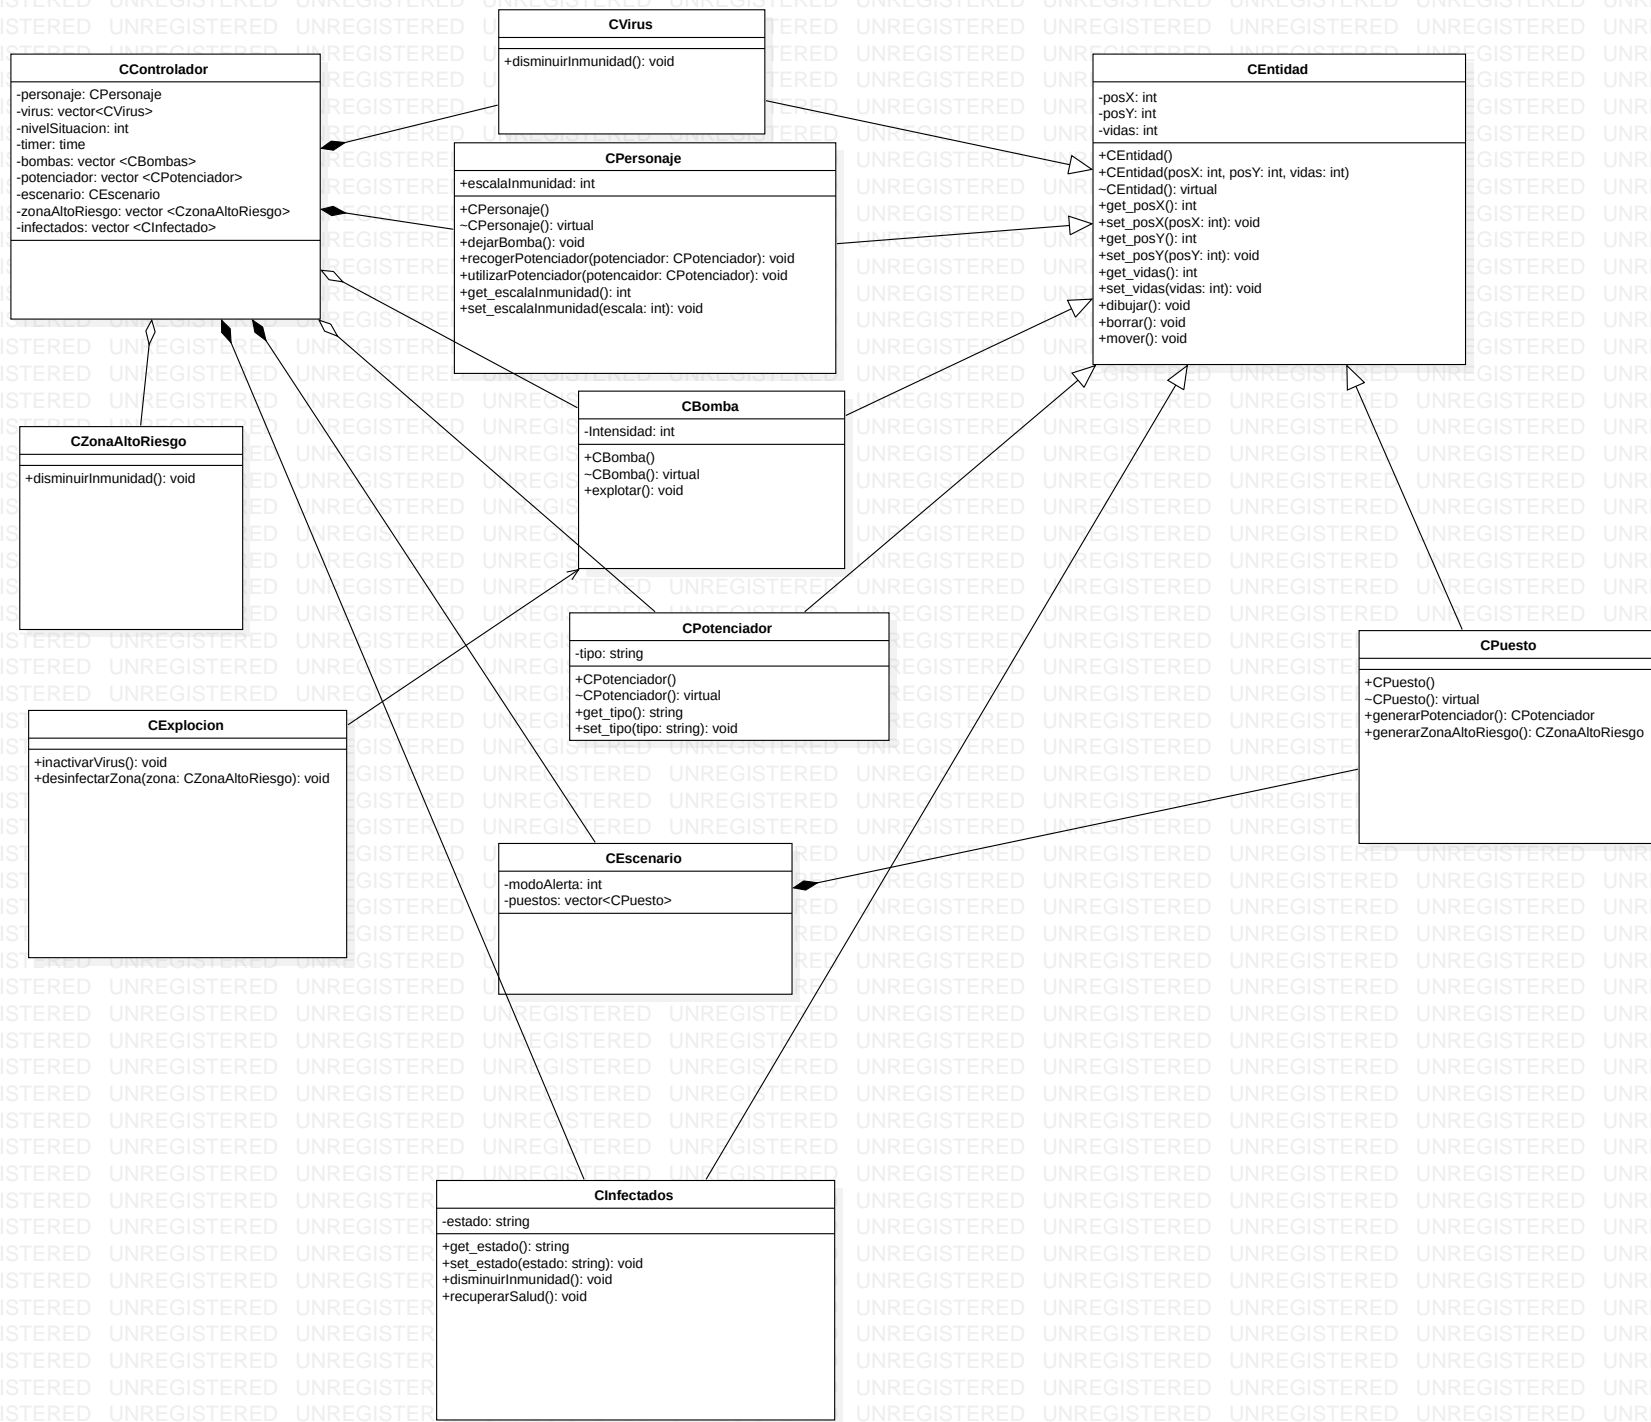 CVirus
+disminuirInmunidad(): void
CControlador
-personaje: CPersonaje
-virus: vector<CVirus>
-nivelSituacion: int
-timer: time
-bombas: vector <CBombas>
-potenciador: vector <CPotenciador>
-escenario: CEscenario
-zonaAltoRiesgo: vector <CzonaAltoRiesgo>
-infectados: vector <CInfectado>
CEntidad
-posX: int
-posY: int
-vidas: int
+CEntidad()
+CEntidad(posX: int, posY: int, vidas: int)
~CEntidad(): virtual
+get_posX(): int
+set_posX(posX: int): void
+get_posY(): int
+set_posY(posY: int): void
+get_vidas(): int
+set_vidas(vidas: int): void
+dibujar(): void
+borrar(): void
+mover(): void
CPersonaje
+escalaInmunidad: int
+CPersonaje()
~CPersonaje(): virtual
+dejarBomba(): void
+recogerPotenciador(potenciador: CPotenciador): void
+utilizarPotenciador(potencaidor: CPotenciador): void
+get_escalaInmunidad(): int
+set_escalaInmunidad(escala: int): void
CBomba
-Intensidad: int
+CBomba()
~CBomba(): virtual
+explotar(): void
CZonaAltoRiesgo
+disminuirInmunidad(): void
CPotenciador
-tipo: string
+CPotenciador()
~CPotenciador(): virtual
+get_tipo(): string
+set_tipo(tipo: string): void
CPuesto
+CPuesto()
~CPuesto(): virtual
+generarPotenciador(): CPotenciador
+generarZonaAltoRiesgo(): CZonaAltoRiesgo
CExplocion
+inactivarVirus(): void
+desinfectarZona(zona: CZonaAltoRiesgo): void
CEscenario
-modoAlerta: int
-puestos: vector<CPuesto>
CInfectados
-estado: string
+get_estado(): string
+set_estado(estado: string): void
+disminuirInmunidad(): void
+recuperarSalud(): void